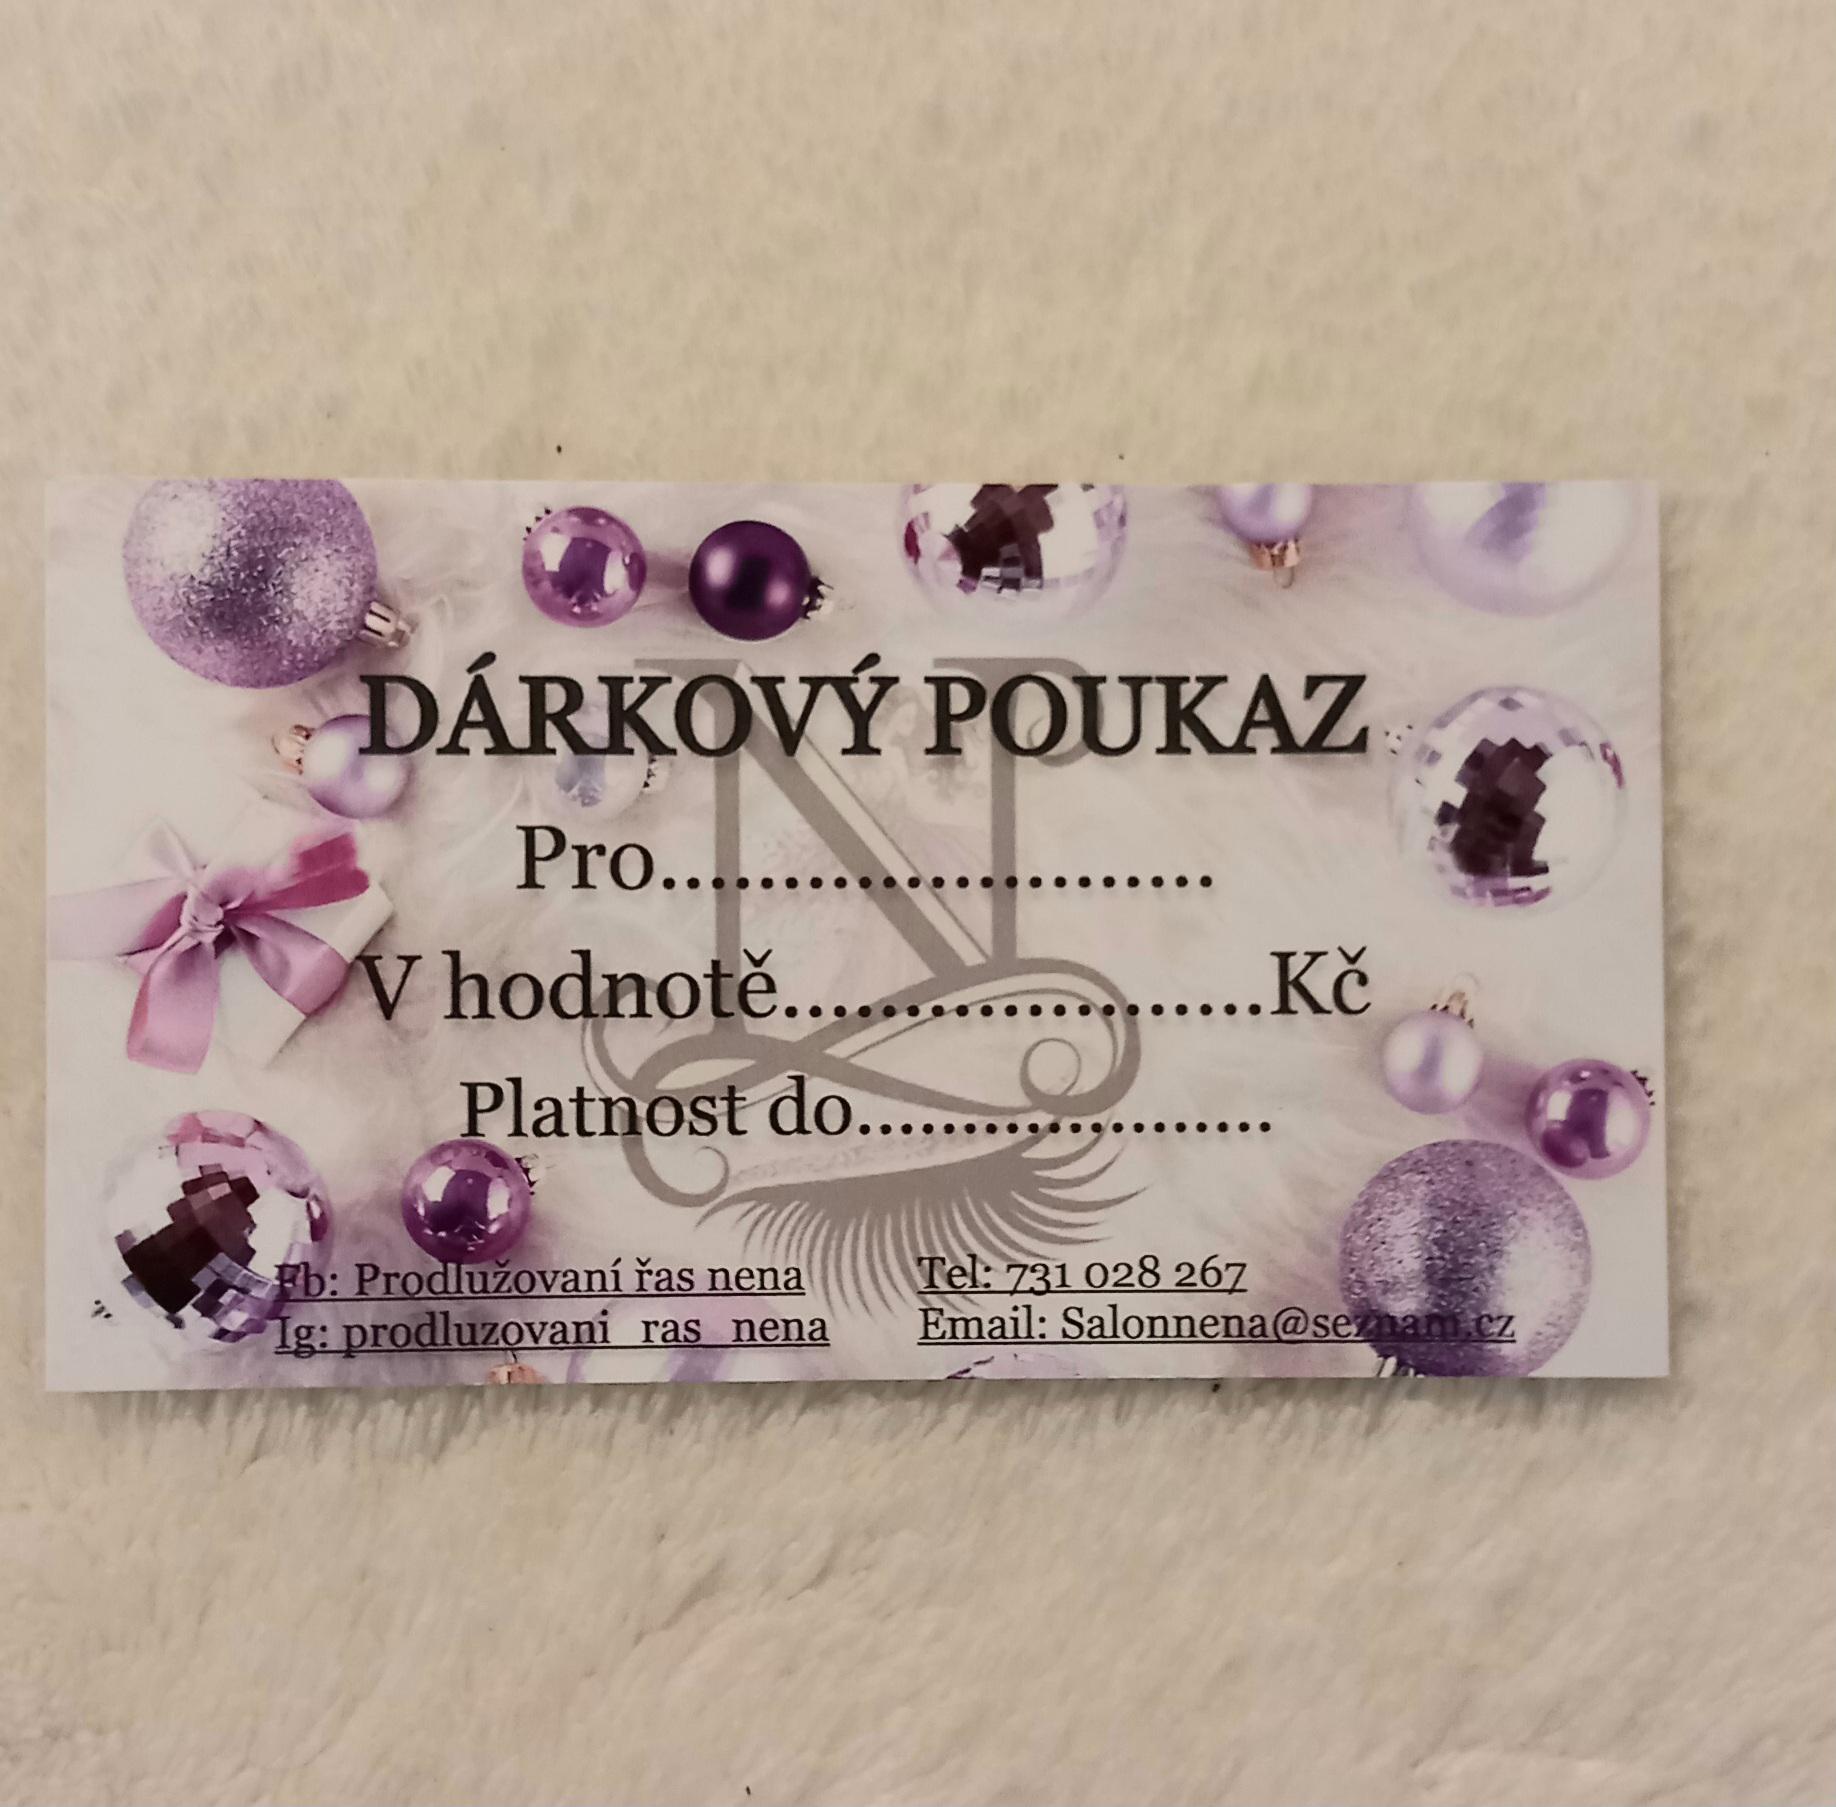 DÁRKOVÝ POUKAZ
Pro........................
V hodnotě.....................Kč
Platnost do....................
Fb: Prodlužovaní řas nena
Ig: prodluzovani_ras_nena
Tel: 731 028 267
Email: Salonnena@seznam.cz